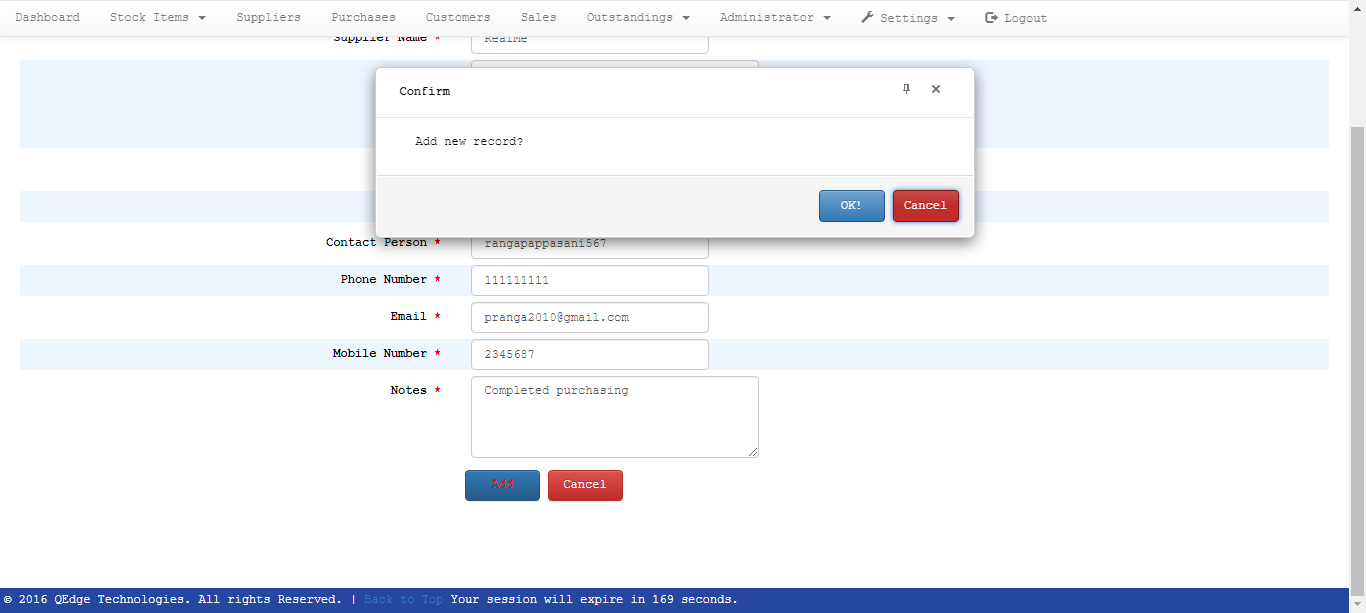 Dashboard Stock Items Suppliers Purchases Customers Sales Outstandings Administrator Settings Logout
Supplier Name * RealMe
Confirm
Add new record?
OK! Cancel
Contact Person * rangapappasani567
Phone Number * 111111111
Email * pranga2010@gmail.com
Mobile Number * 2345687
Notes * Completed purchasing
Add Cancel
© 2016 QEdge Technologies. All rights Reserved. | Back to Top Your session will expire in 169 seconds.